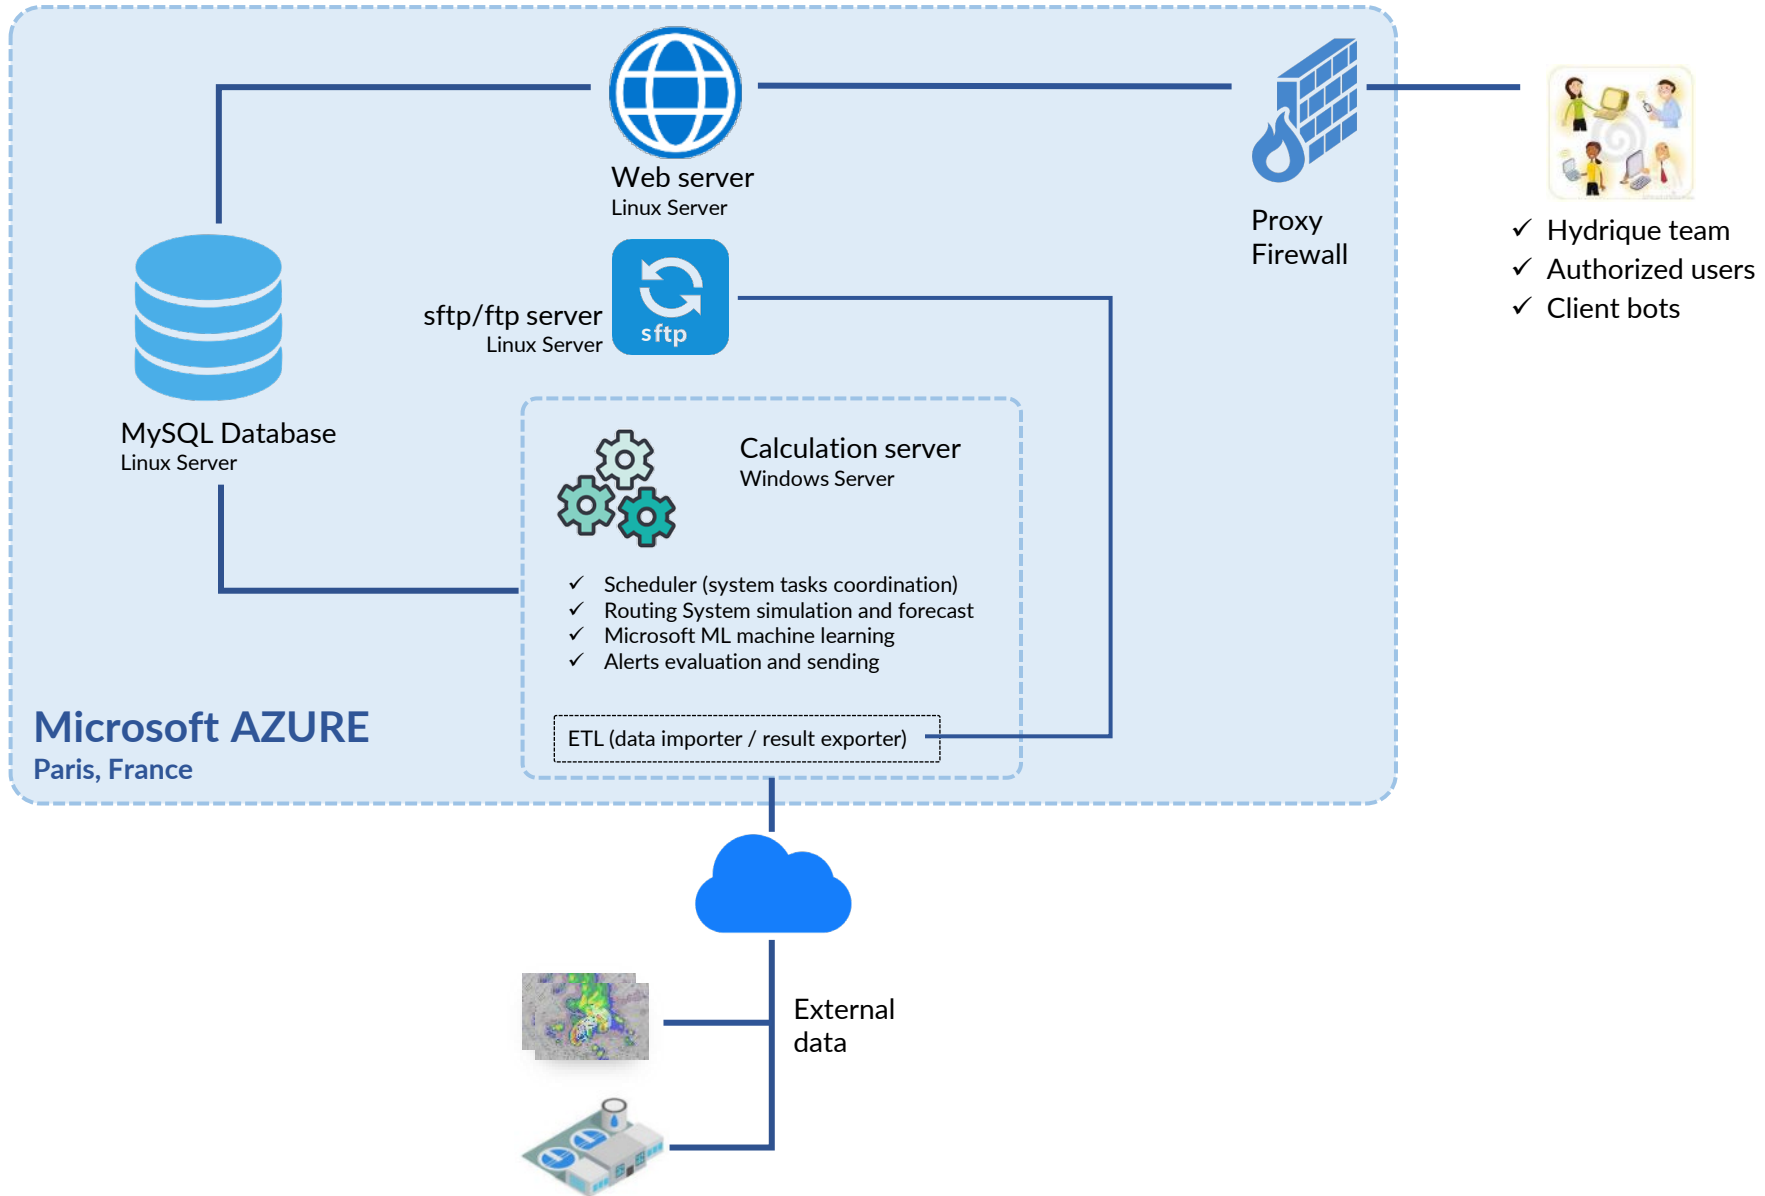 Web server
Linux Server
Proxy
Firewall
✓ Hydrique team
✓ Authorized users
✓ Client bots
sftp/ftp server
Linux Server
sftp
MySQL Database
Linux Server
Calculation server
Windows Server
✓ Scheduler (system tasks coordination)
✓ Routing System simulation and forecast
✓ Microsoft ML machine learning
✓ Alerts evaluation and sending
ETL (data importer / result exporter)
Microsoft AZURE
Paris, France
External
data